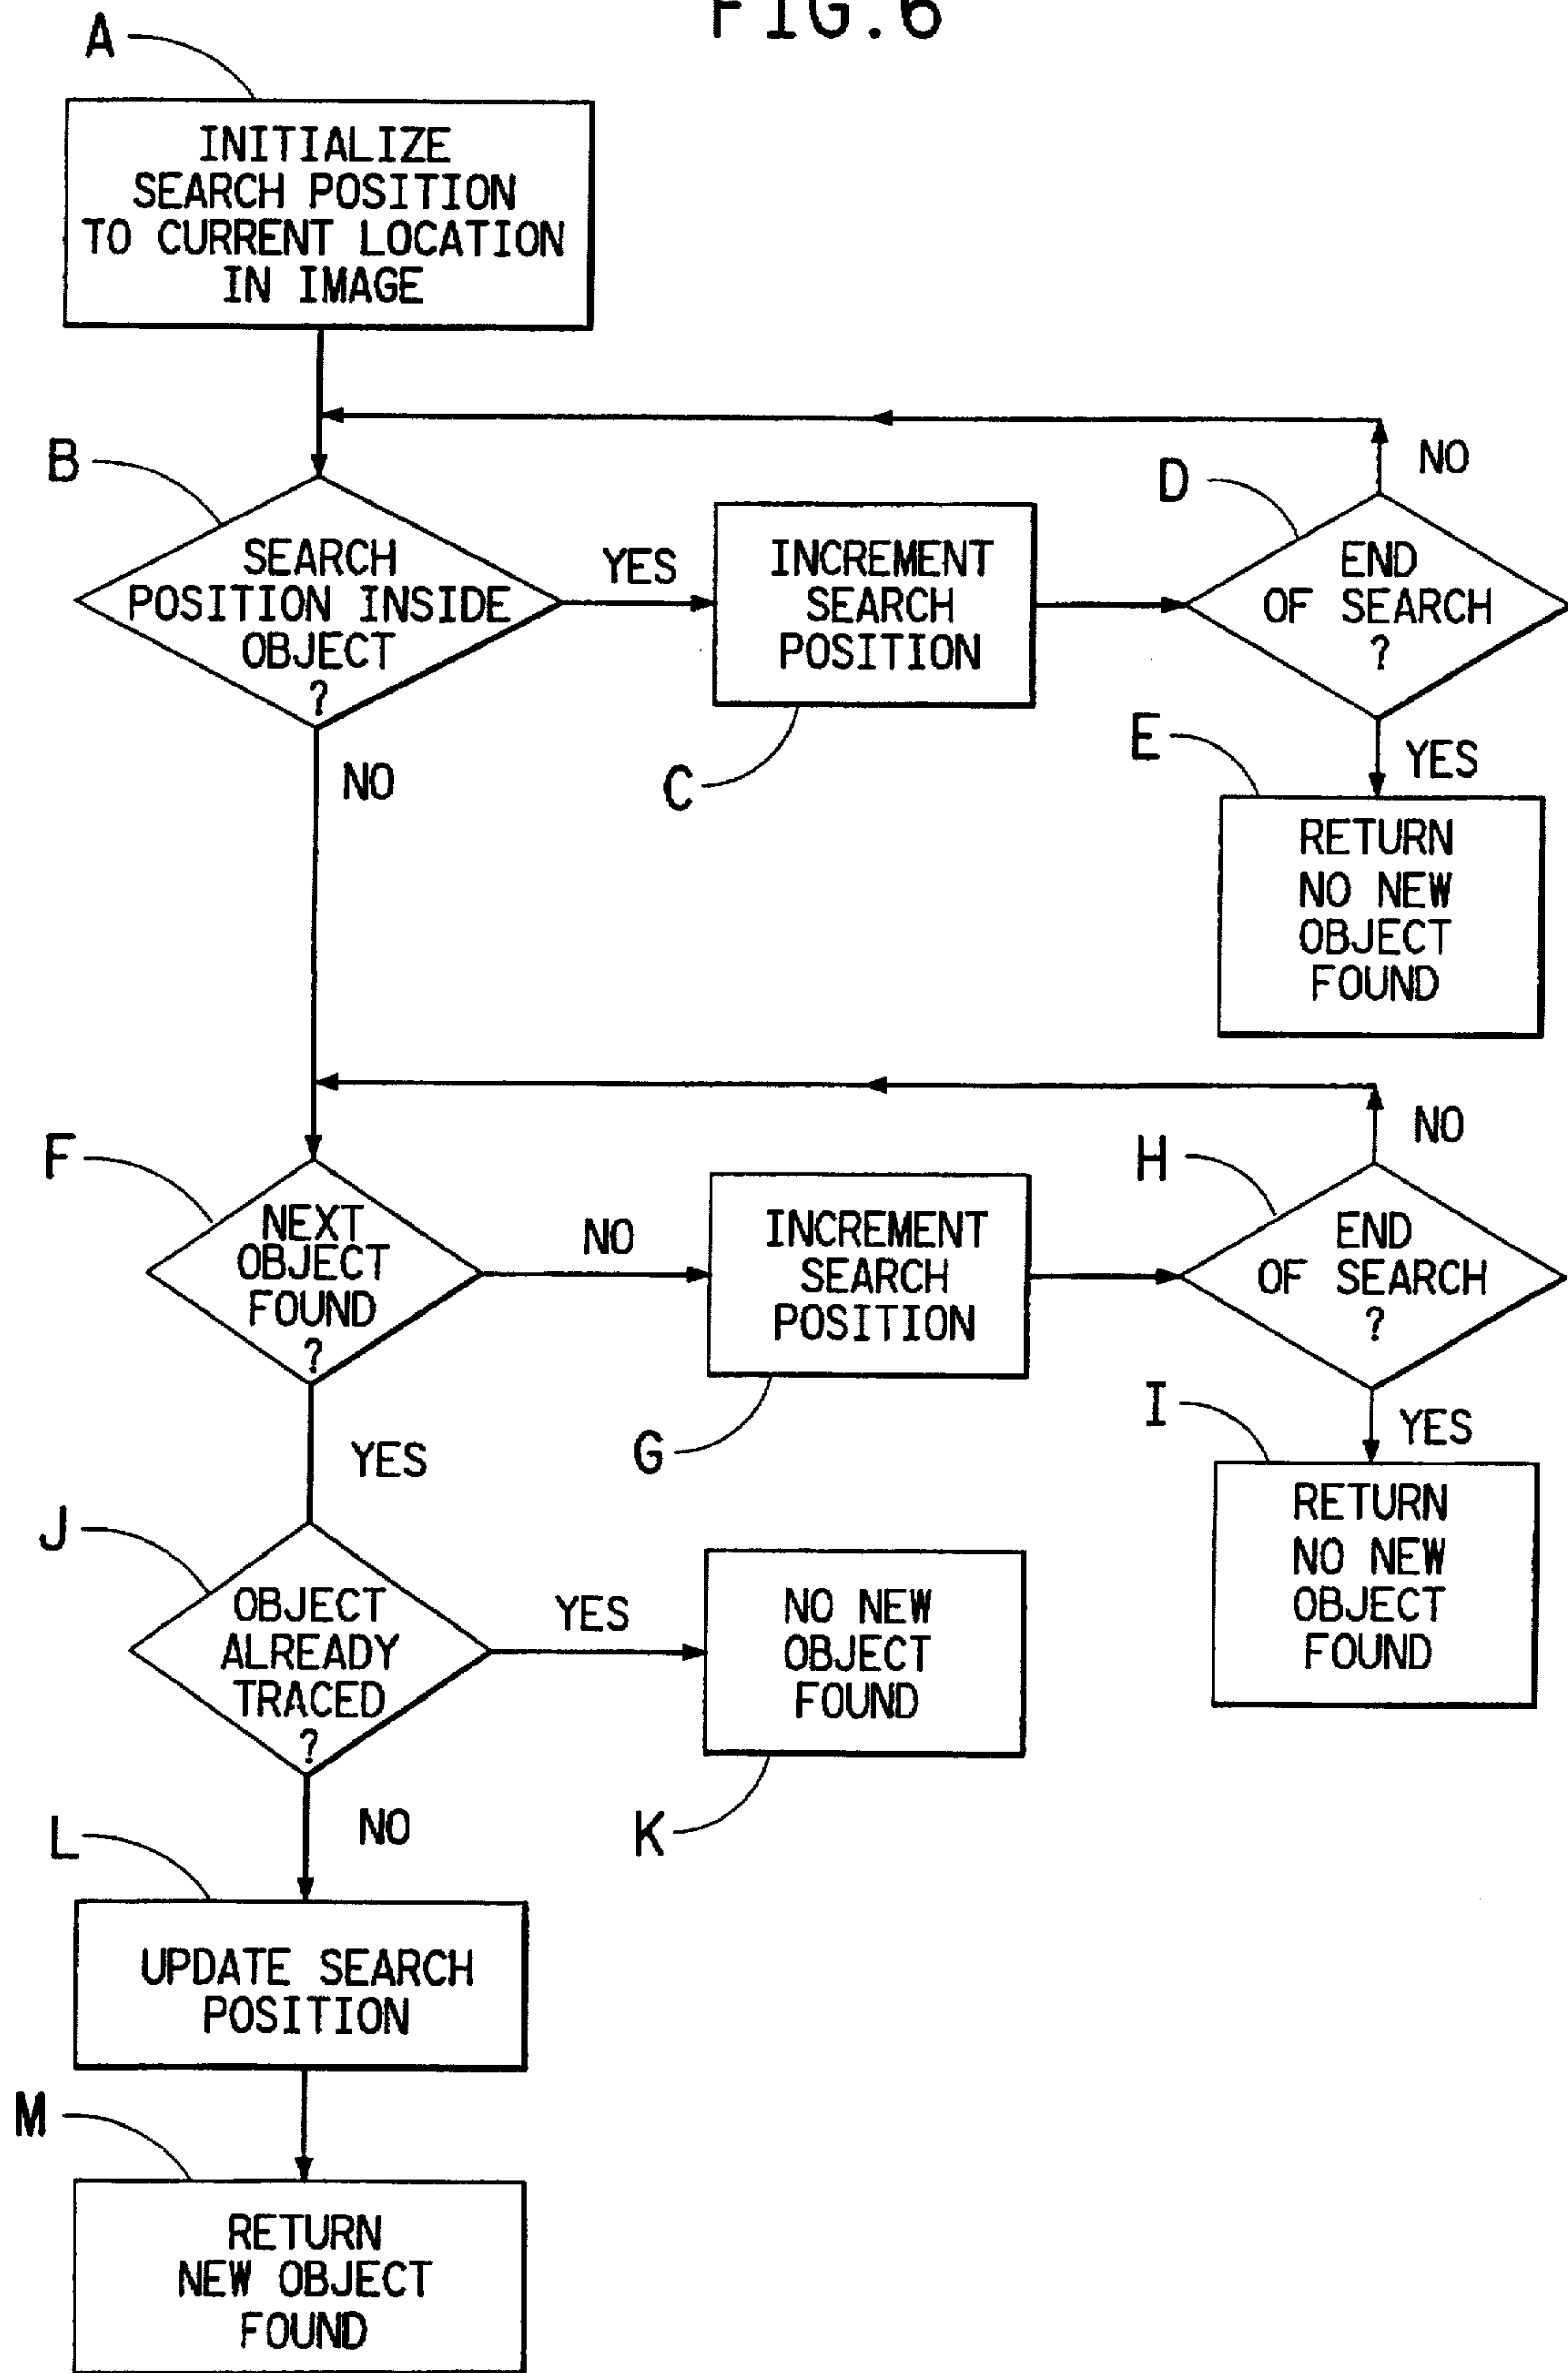 FIG.6
A
INITIALIZE
SEARCH POSITION
TO CURRENT LOCATION
IN IMAGE
B
SEARCH
POSITION INSIDE
OBJECT
?
YES
NO
INCREMENT
SEARCH
POSITION
C
D
END
OF SEARCH
?
NO
YES
E
RETURN
NO NEW
OBJECT
FOUND
F
NEXT
OBJECT
FOUND
?
NO
YES
INCREMENT
SEARCH
POSITION
G
H
END
OF SEARCH
?
NO
YES
I
RETURN
NO NEW
OBJECT
FOUND
J
OBJECT
ALREADY
TRACED
?
YES
NO
NO NEW
OBJECT
FOUND
K
L
UPDATE SEARCH
POSITION
M
RETURN
NEW OBJECT
FOUND